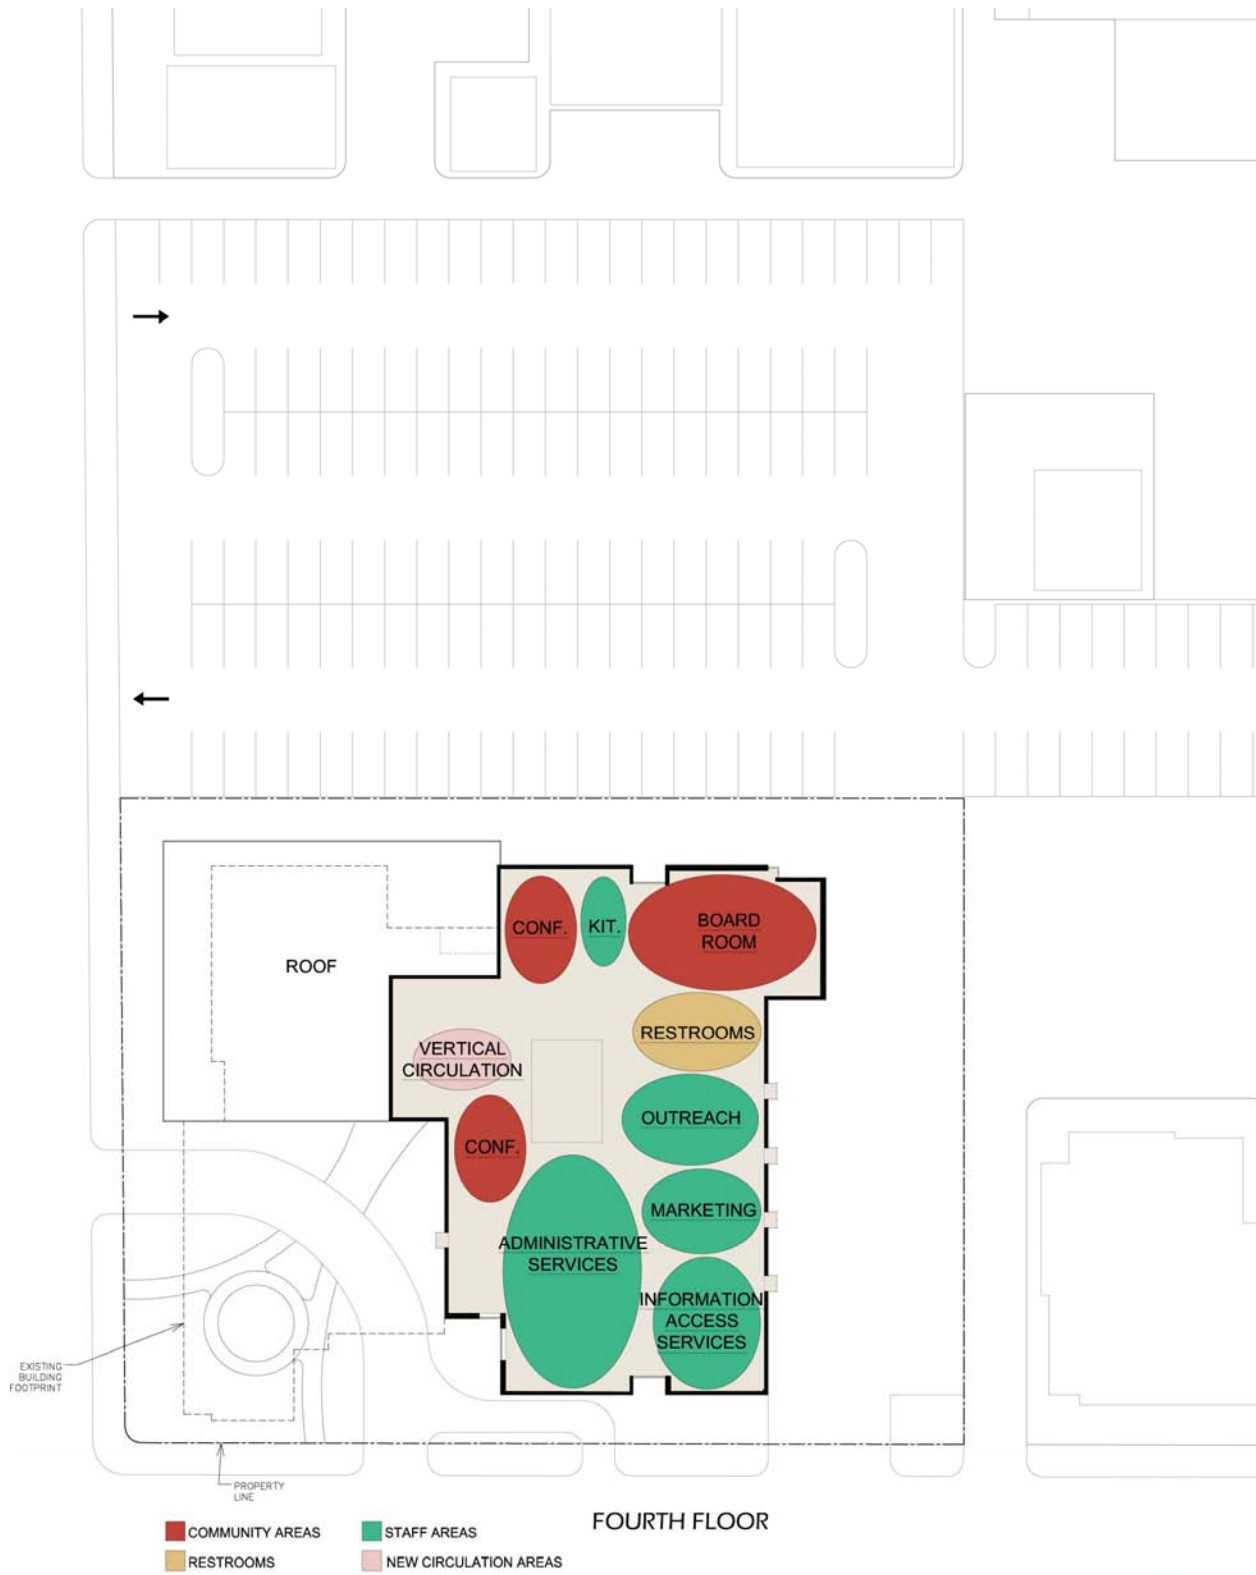 CONF.
KIT.
BOARD
ROOM
ROOF
RESTROOMS
VERTICAL
CIRCULATION
OUTREACH
CONF.
MARKETING
ADMINISTRATIVE
SERVICES
INFORMATION
ACCESS
SERVICES
EXISTING
BUILDING
FOOTPRINT
PROPERTY
LINE
FOURTH FLOOR
COMMUNITY AREAS
STAFF AREAS
RESTROOMS
NEW CIRCULATION AREAS